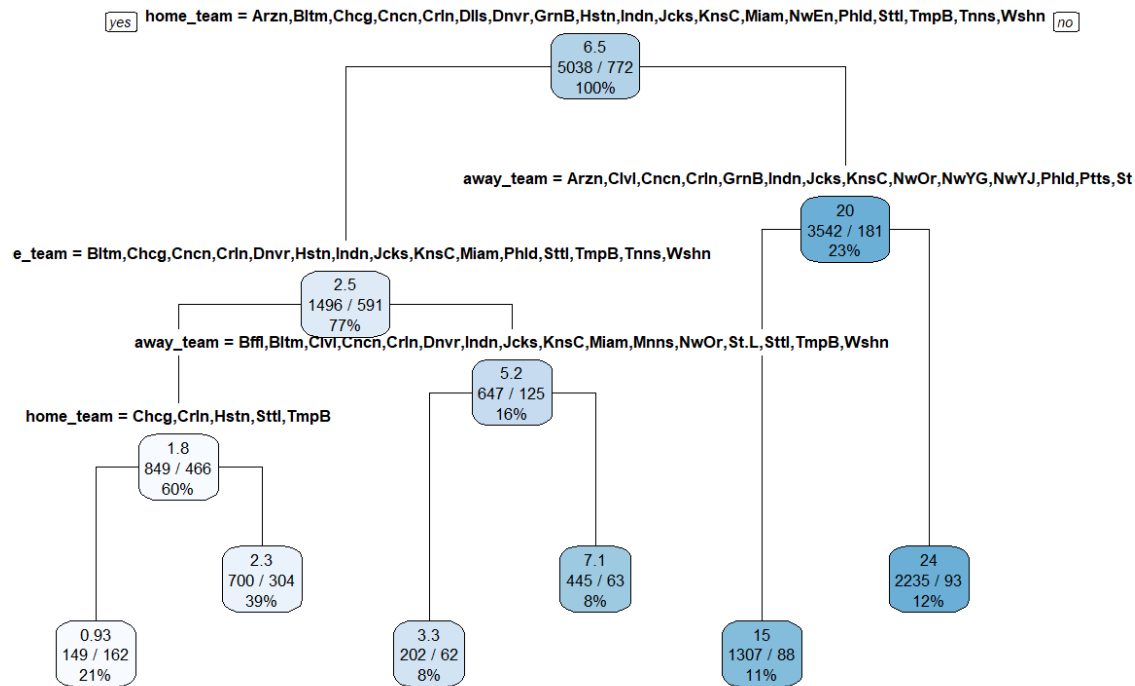 yes home_team = Arzn,Bltm,Chcg,Cncn,Crln,Dlls,Dnvr,GrnB,Hstn,Indn,Jcks,KnsC,Miam,NwEn,Phld,Sttl,TmpB,Tnns,Wshn no
6.5
5038 / 772
100%
away_team = Arzn,Clvl,Cncn,Crln,GrnB,Indn,Jcks,KnsC,NwOr,NwYG,NwYJ,Phld,Ptts,St
20
3542 / 181
23%
e_team = Bltm,Chcg,Cncn,Crln,Dnvr,Hstn,Indn,Jcks,KnsC,Miam,Phld,Sttl,TmpB,Tnns,Wshn
2.5
1496 / 591
77%
away_team = Bffl,Bltm,Clvl,Cncn,Crln,Dnvr,Indn,Jcks,KnsC,Miam,Mnns,NwOr,St.L,Sttl,TmpB,Wshn
5.2
647 / 125
16%
home_team = Chcg,Crln,Hstn,Sttl,TmpB
1.8
849 / 466
60%
2.3
700 / 304
39%
7.1
445 / 63
8%
24
2235 / 93
12%
0.93
149 / 162
21%
3.3
202 / 62
8%
15
1307 / 88
11%